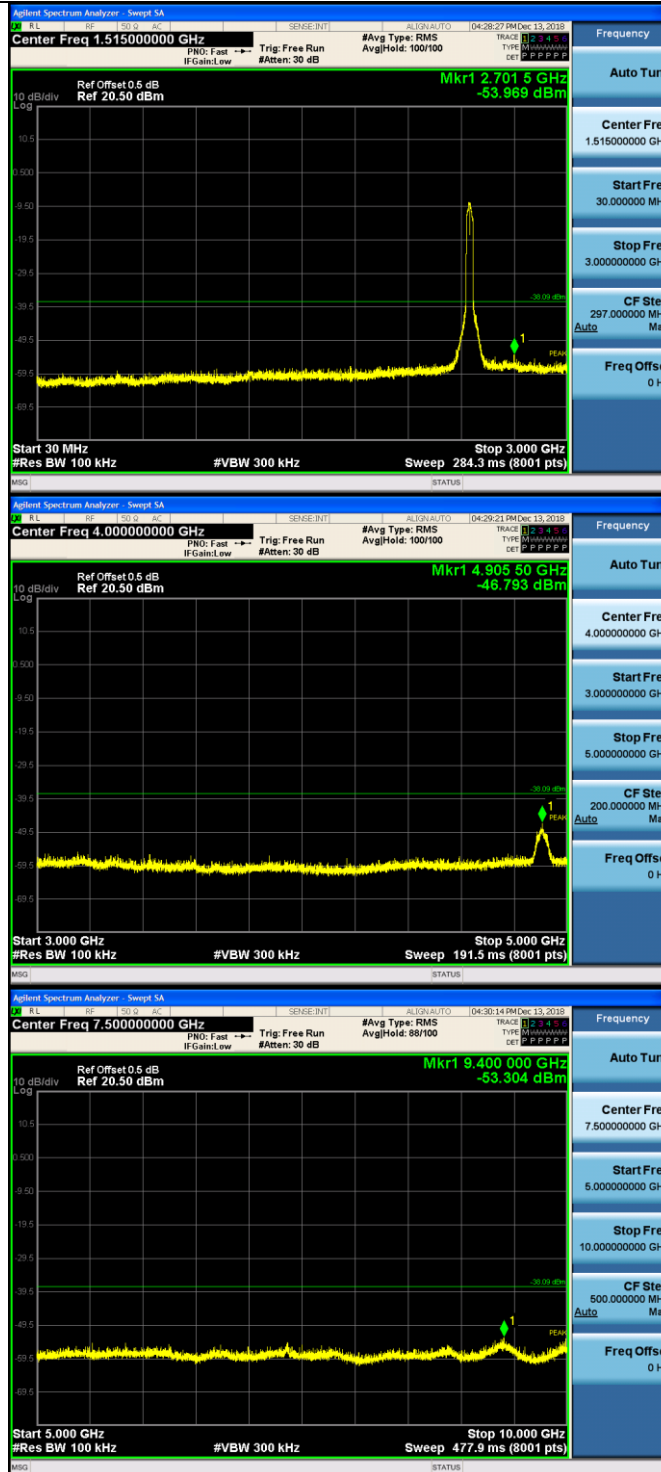 Agilent Spectrum Analyzer - Swept SA
RL RF 50 Ω AC SENSE:INT ALIGN AUTO 04:28:27 PM Dec 13, 2018
Center Freq 1.515000000 GHz
PNO: Fast Trig: Free Run
IFGain:Low #Atten: 30 dB
#Avg Type: RMS
Avg|Hold: 100/100
TRACE 1 2 3 4 5 6
TYPE M
DET P P P P P P
Frequency
Auto Tun
Mkr1 2.701 5 GHz
-53.969 dBm
Ref Offset 0.5 dB
10 dB/div Ref 20.50 dBm
Log
10.5
0.500
-9.50
-19.5
-29.5
-39.5
-49.5
-59.5
-69.5
-38.09 dBm
1
PEAK
Center Fre
1.515000000 GH
Start Fre
30.000000 MH
Stop Fre
3.000000000 GH
CF Ste
297.000000 MH
Auto Ma
Freq Offse
0 H
Start 30 MHz Stop 3.000 GHz
#Res BW 100 kHz #VBW 300 kHz Sweep 284.3 ms (8001 pts)
MSG STATUS
Agilent Spectrum Analyzer - Swept SA
RL RF 50 Ω AC SENSE:INT ALIGN AUTO 04:29:21 PM Dec 13, 2018
Center Freq 4.000000000 GHz
PNO: Fast Trig: Free Run
IFGain:Low #Atten: 30 dB
#Avg Type: RMS
Avg|Hold: 100/100
TRACE 1 2 3 4 5 6
TYPE M
DET P P P P P P
Frequency
Auto Tun
Mkr1 4.905 50 GHz
-46.793 dBm
Ref Offset 0.5 dB
10 dB/div Ref 20.50 dBm
Log
10.5
0.500
-9.50
-19.5
-29.5
-39.5
-49.5
-59.5
-69.5
-38.09 dBm
1
PEAK
Center Fre
4.000000000 GH
Start Fre
3.000000000 GH
Stop Fre
5.000000000 GH
CF Ste
200.000000 MH
Auto Ma
Freq Offse
0 H
Start 3.000 GHz Stop 5.000 GHz
#Res BW 100 kHz #VBW 300 kHz Sweep 191.5 ms (8001 pts)
MSG STATUS
Agilent Spectrum Analyzer - Swept SA
RL RF 50 Ω AC SENSE:INT ALIGN AUTO 04:30:14 PM Dec 13, 2018
Center Freq 7.500000000 GHz
PNO: Fast Trig: Free Run
IFGain:Low #Atten: 30 dB
#Avg Type: RMS
Avg|Hold: 88/100
TRACE 1 2 3 4 5 6
TYPE M
DET P P P P P P
Frequency
Auto Tun
Mkr1 9.400 000 GHz
-53.304 dBm
Ref Offset 0.5 dB
10 dB/div Ref 20.50 dBm
Log
10.5
0.500
-9.50
-19.5
-29.5
-39.5
-49.5
-59.5
-69.5
-38.09 dBm
1
PEAK
Center Fre
7.500000000 GH
Start Fre
5.000000000 GH
Stop Fre
10.000000000 GH
CF Ste
500.000000 MH
Auto Ma
Freq Offse
0 H
Start 5.000 GHz Stop 10.000 GHz
#Res BW 100 kHz #VBW 300 kHz Sweep 477.9 ms (8001 pts)
MSG STATUS